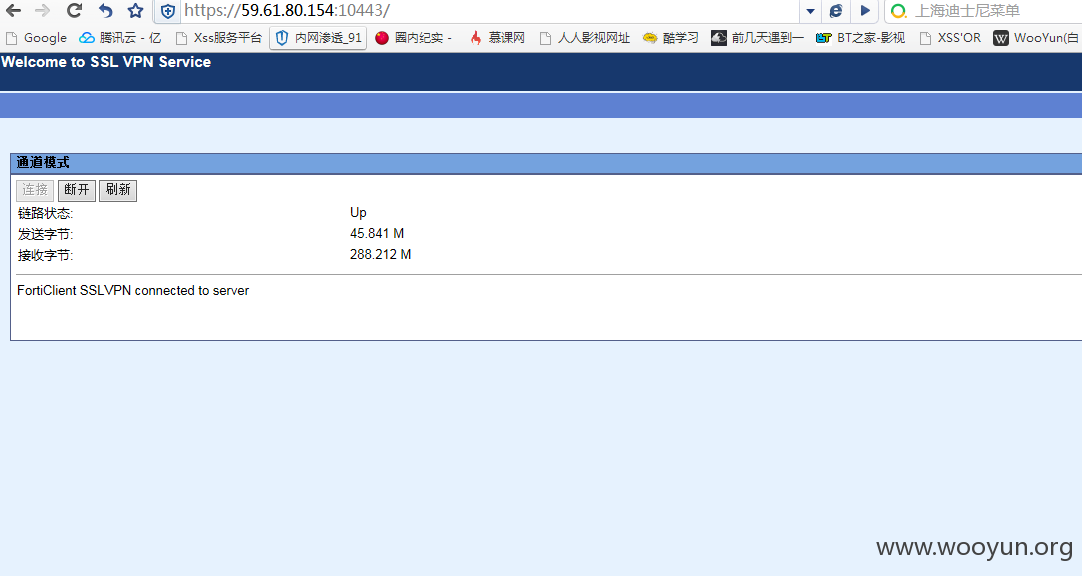 https://59.61.80.154:10443/ 上海迪士尼菜单
Google 腾讯云 - 亿 Xss服务平台 内网渗透_91 圈内纪实 - 慕课网 人人影视网址 酷学习 前几天遇到一 BT之家-影视 XSS'OR WooYun(白
Welcome to SSL VPN Service
通道模式
连接 断开 刷新
链路状态: Up
发送字节: 45.841 M
接收字节: 288.212 M
FortiClient SSLVPN connected to server
www.wooyun.org